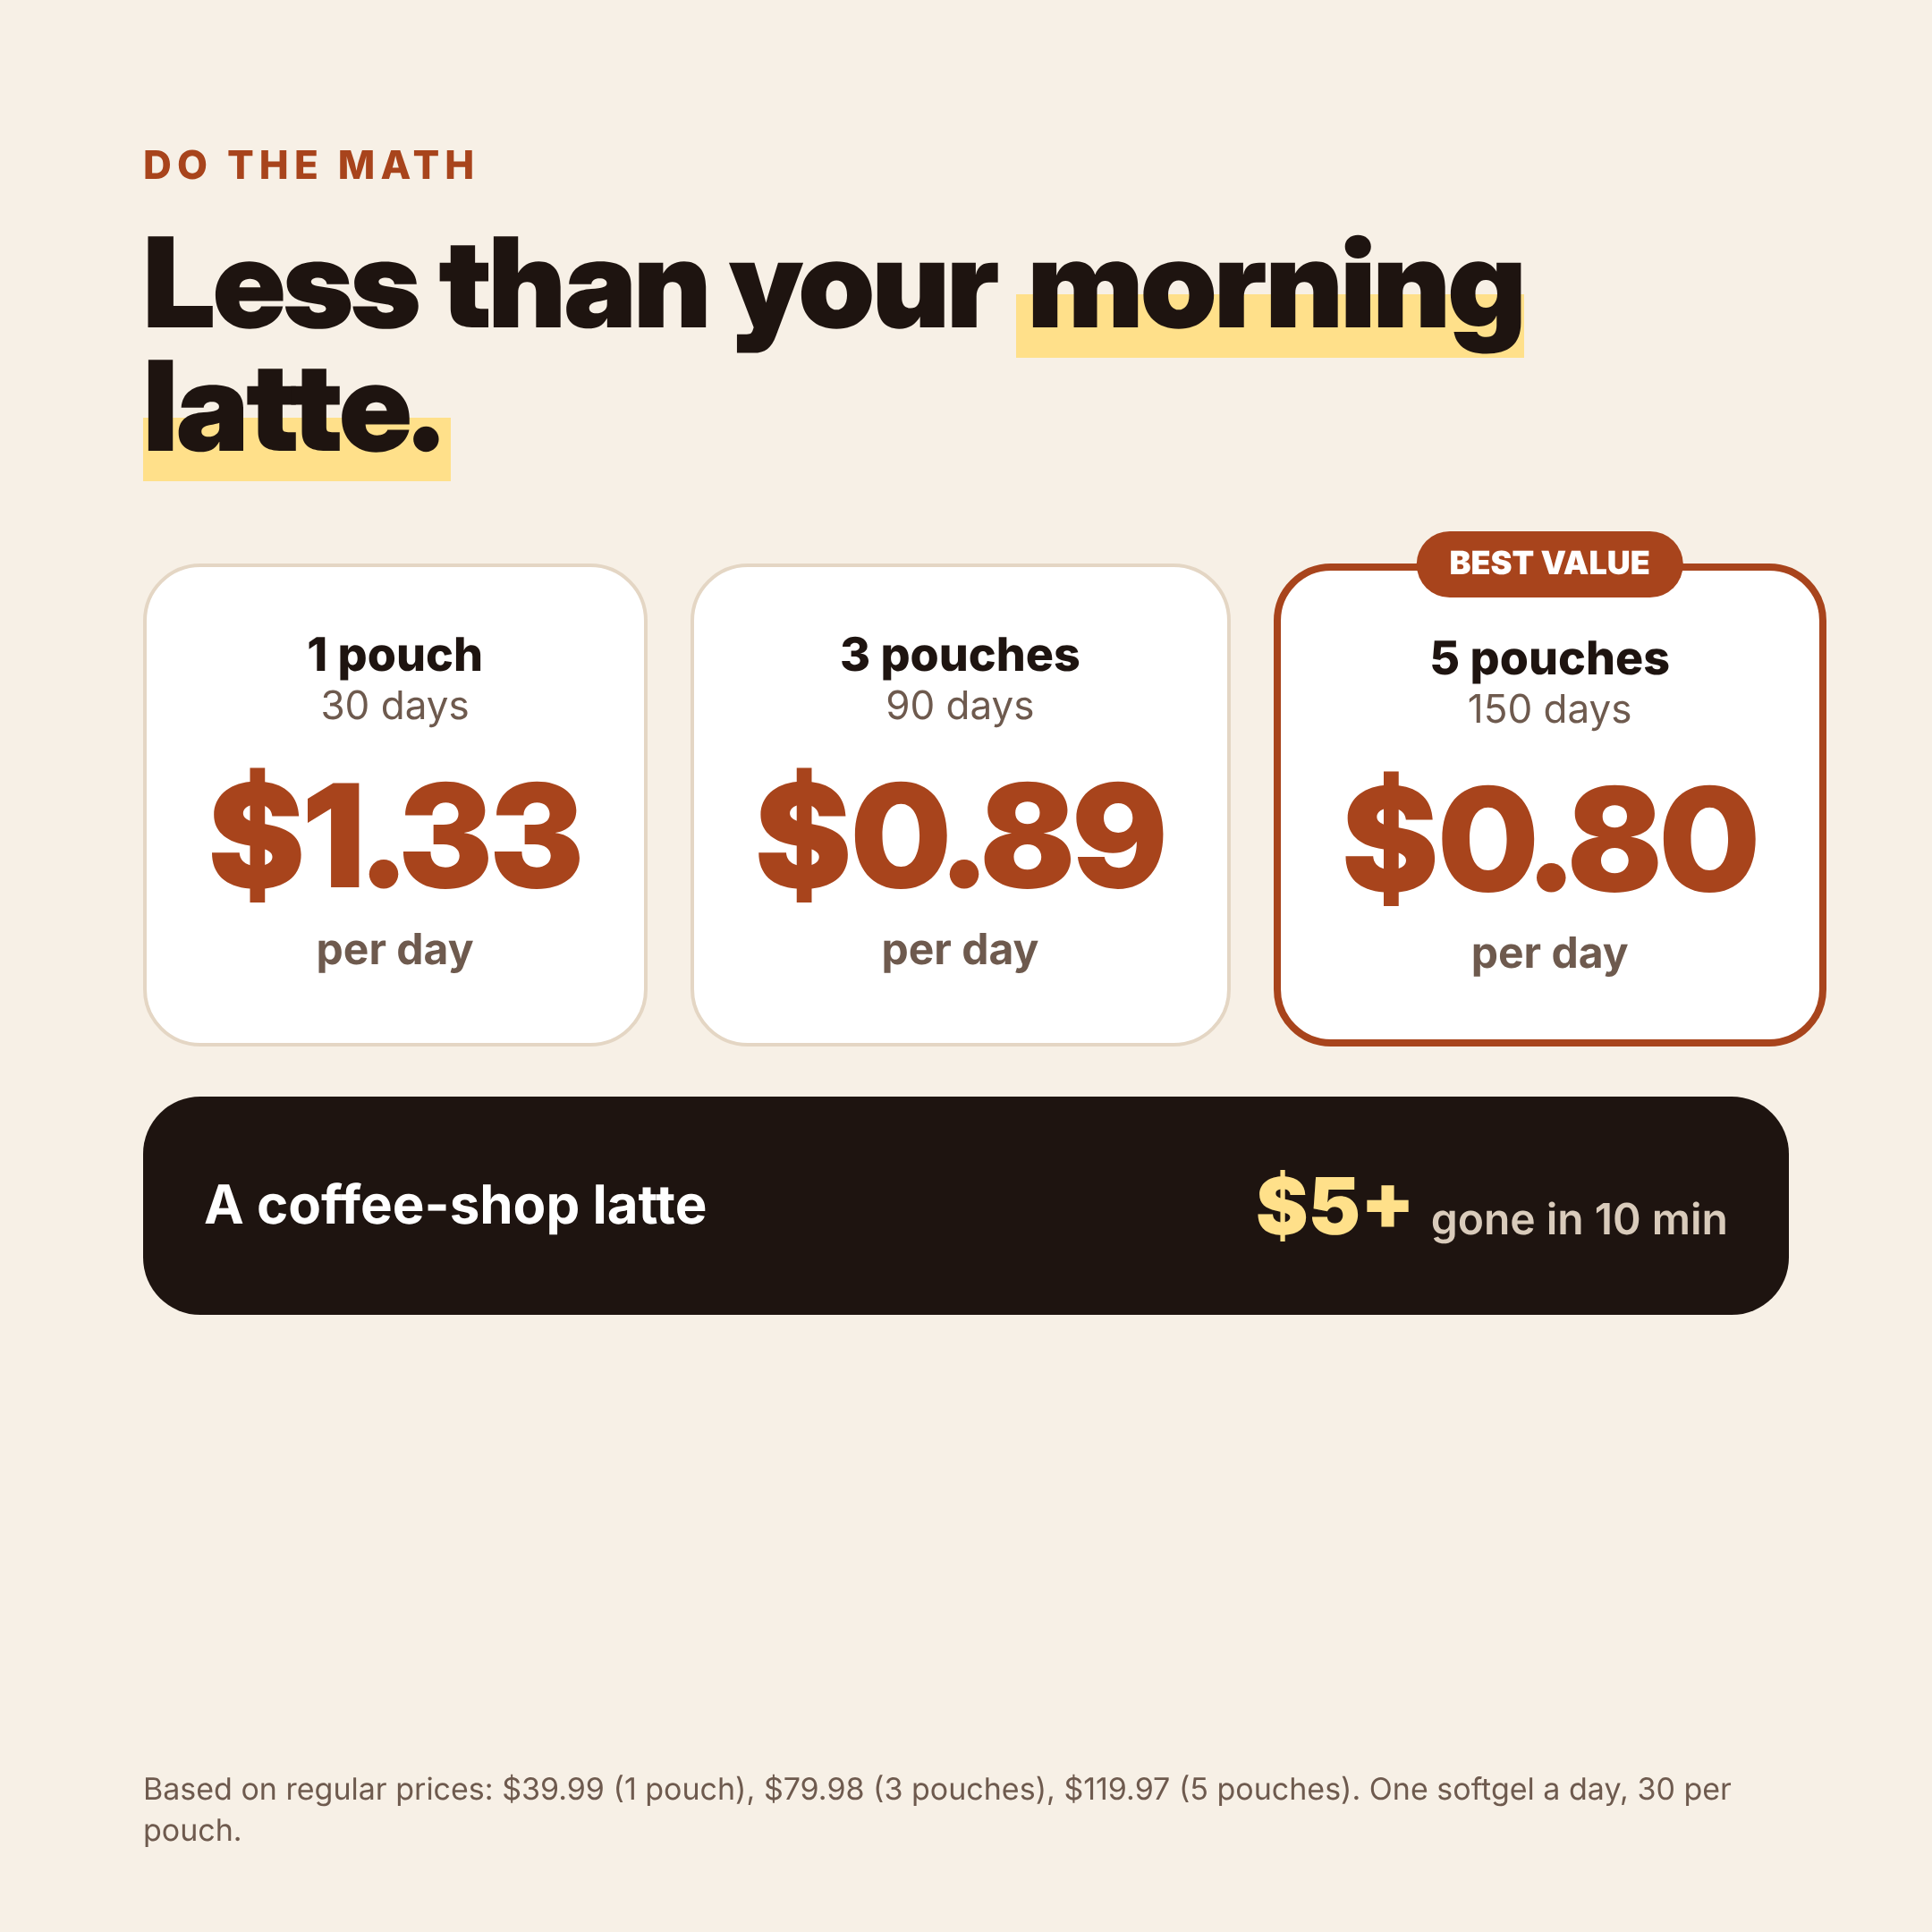 DO THE MATH
Less than your morning
latte.
1 pouch
30 days
$1.33
per day
3 pouches
90 days
$0.89
per day
BEST VALUE
5 pouches
150 days
$0.80
per day
A coffee-shop latte
$5+ gone in 10 min
Based on regular prices: $39.99 (1 pouch), $79.98 (3 pouches), $119.97 (5 pouches). One softgel a day, 30 per
pouch.